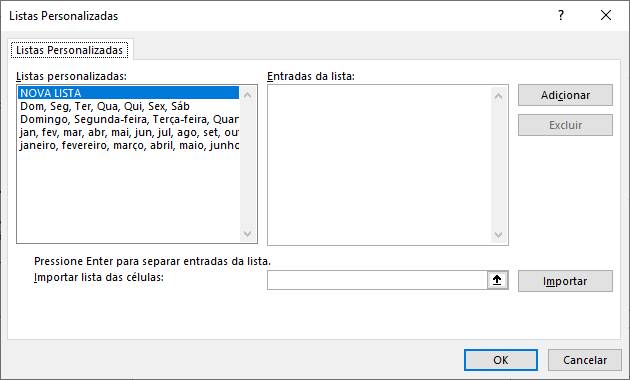 Listas Personalizadas
Listas Personalizadas
Listas personalizadas:
Entradas da lista:
NOVA LISTA
Dom, Seg, Ter, Qua, Qui, Sex, Sáb
Domingo, Segunda-feira, Terça-feira, Quar
jan, fev, mar, abr, mai, jun, jul, ago, set, out
janeiro, fevereiro, março, abril, maio, junho
Adicionar
Excluir
Pressione Enter para separar entradas da lista.
Importar lista das células:
Importar
OK
Cancelar